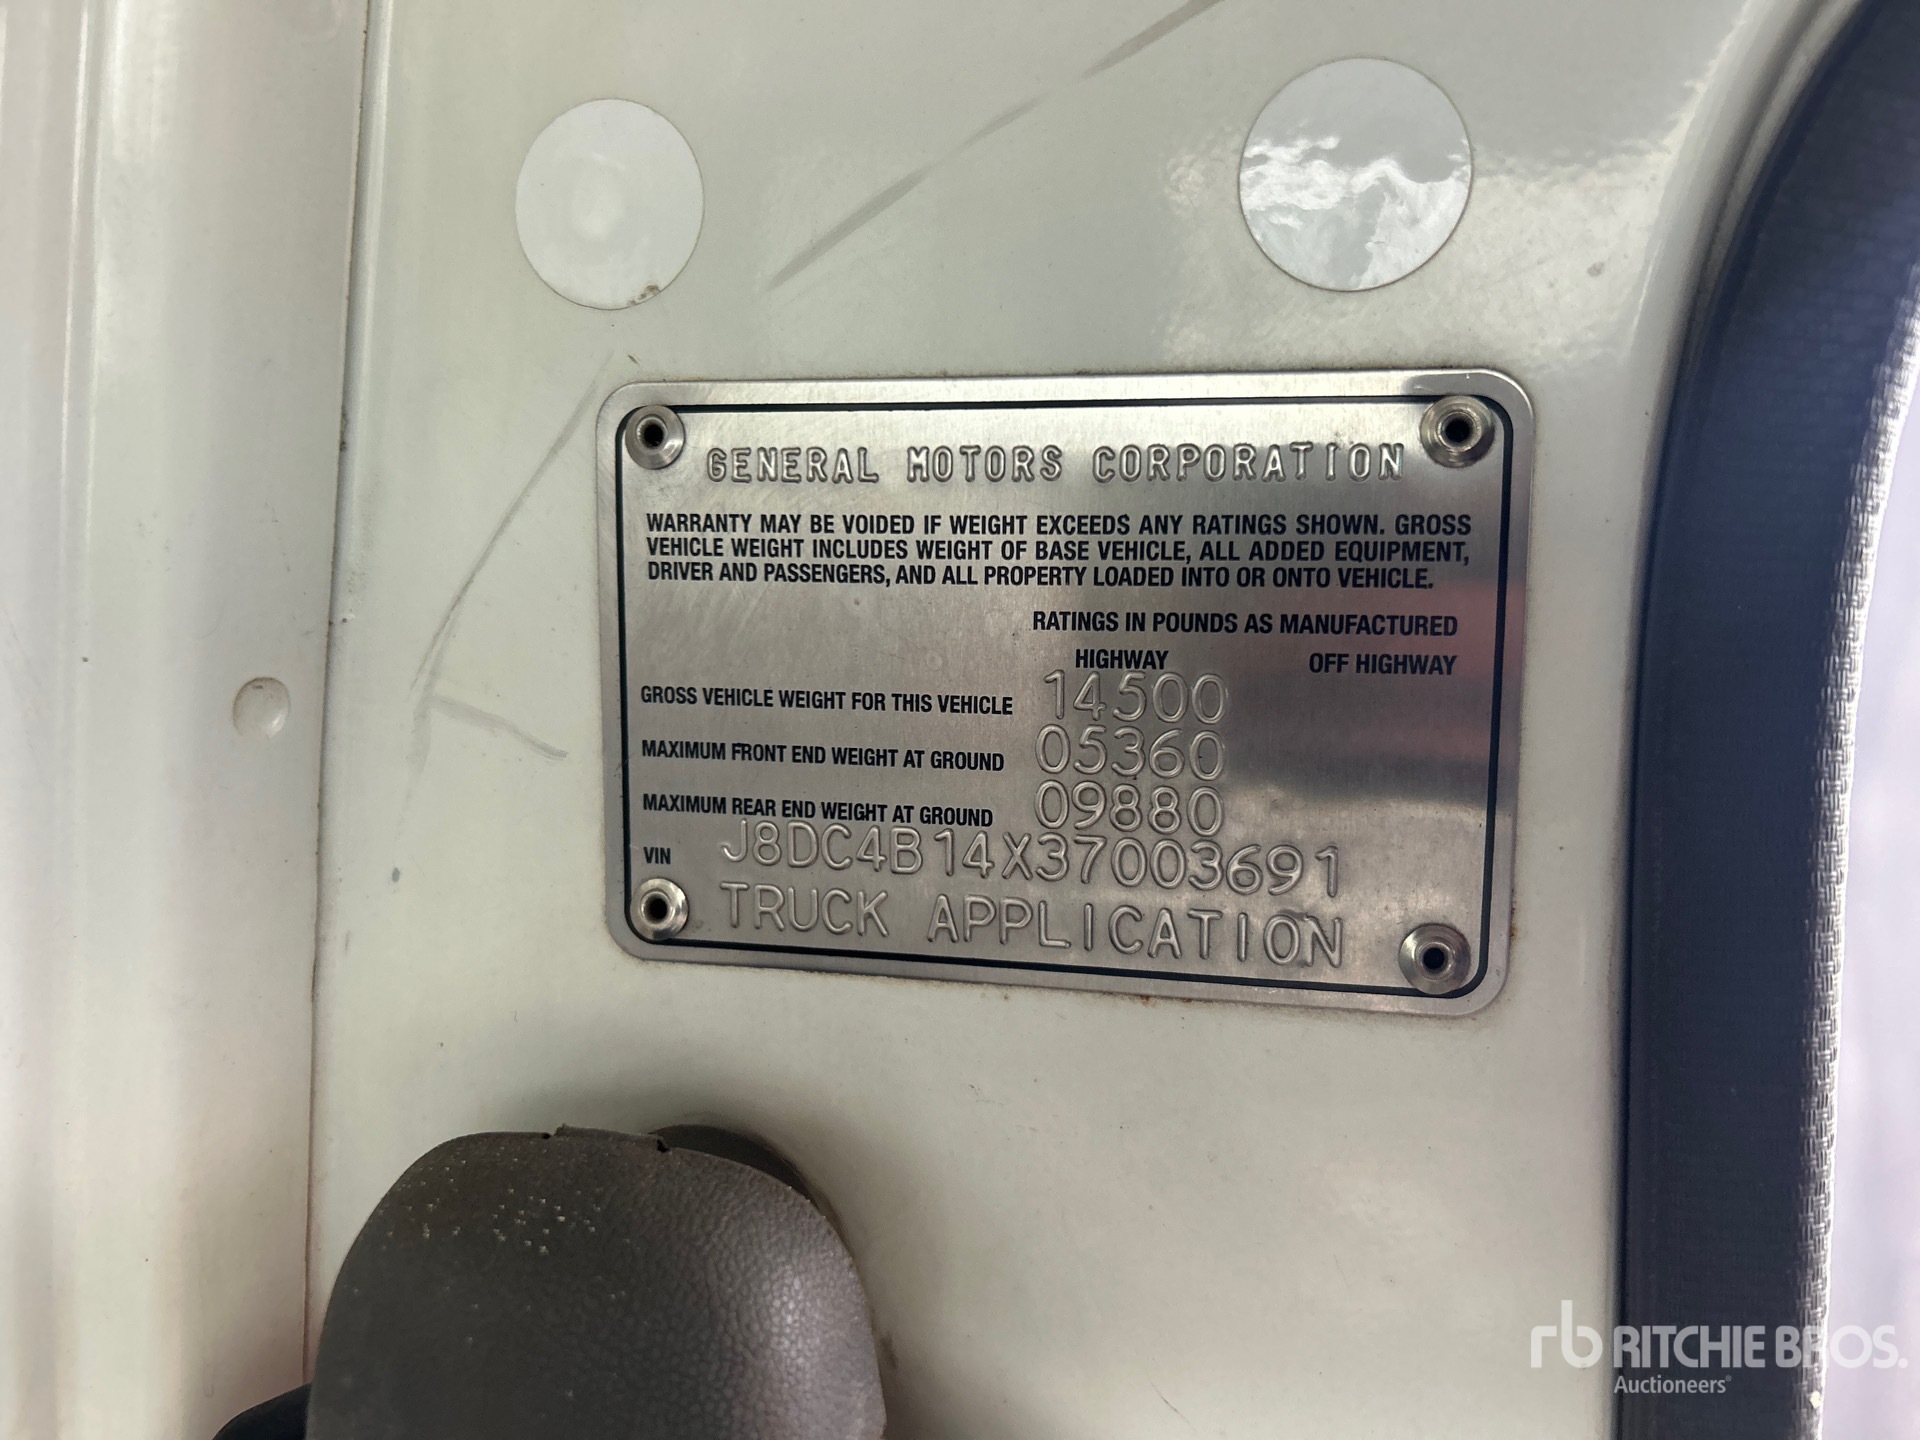 GENERAL MOTORS CORPORATION
WARRANTY MAY BE VOIDED IF WEIGHT EXCEEDS ANY RATINGS SHOWN. GROSS
VEHICLE WEIGHT INCLUDES WEIGHT OF BASE VEHICLE, ALL ADDED EQUIPMENT,
DRIVER AND PASSENGERS, AND ALL PROPERTY LOADED INTO OR ONTO VEHICLE.
RATINGS IN POUNDS AS MANUFACTURED
HIGHWAY OFF HIGHWAY
GROSS VEHICLE WEIGHT FOR THIS VEHICLE 14500
MAXIMUM FRONT END WEIGHT AT GROUND 05360
MAXIMUM REAR END WEIGHT AT GROUND 09880
VIN J8DC4B14X37003691
TRUCK APPLICATION
rb RITCHIE BROS.
Auctioneers®